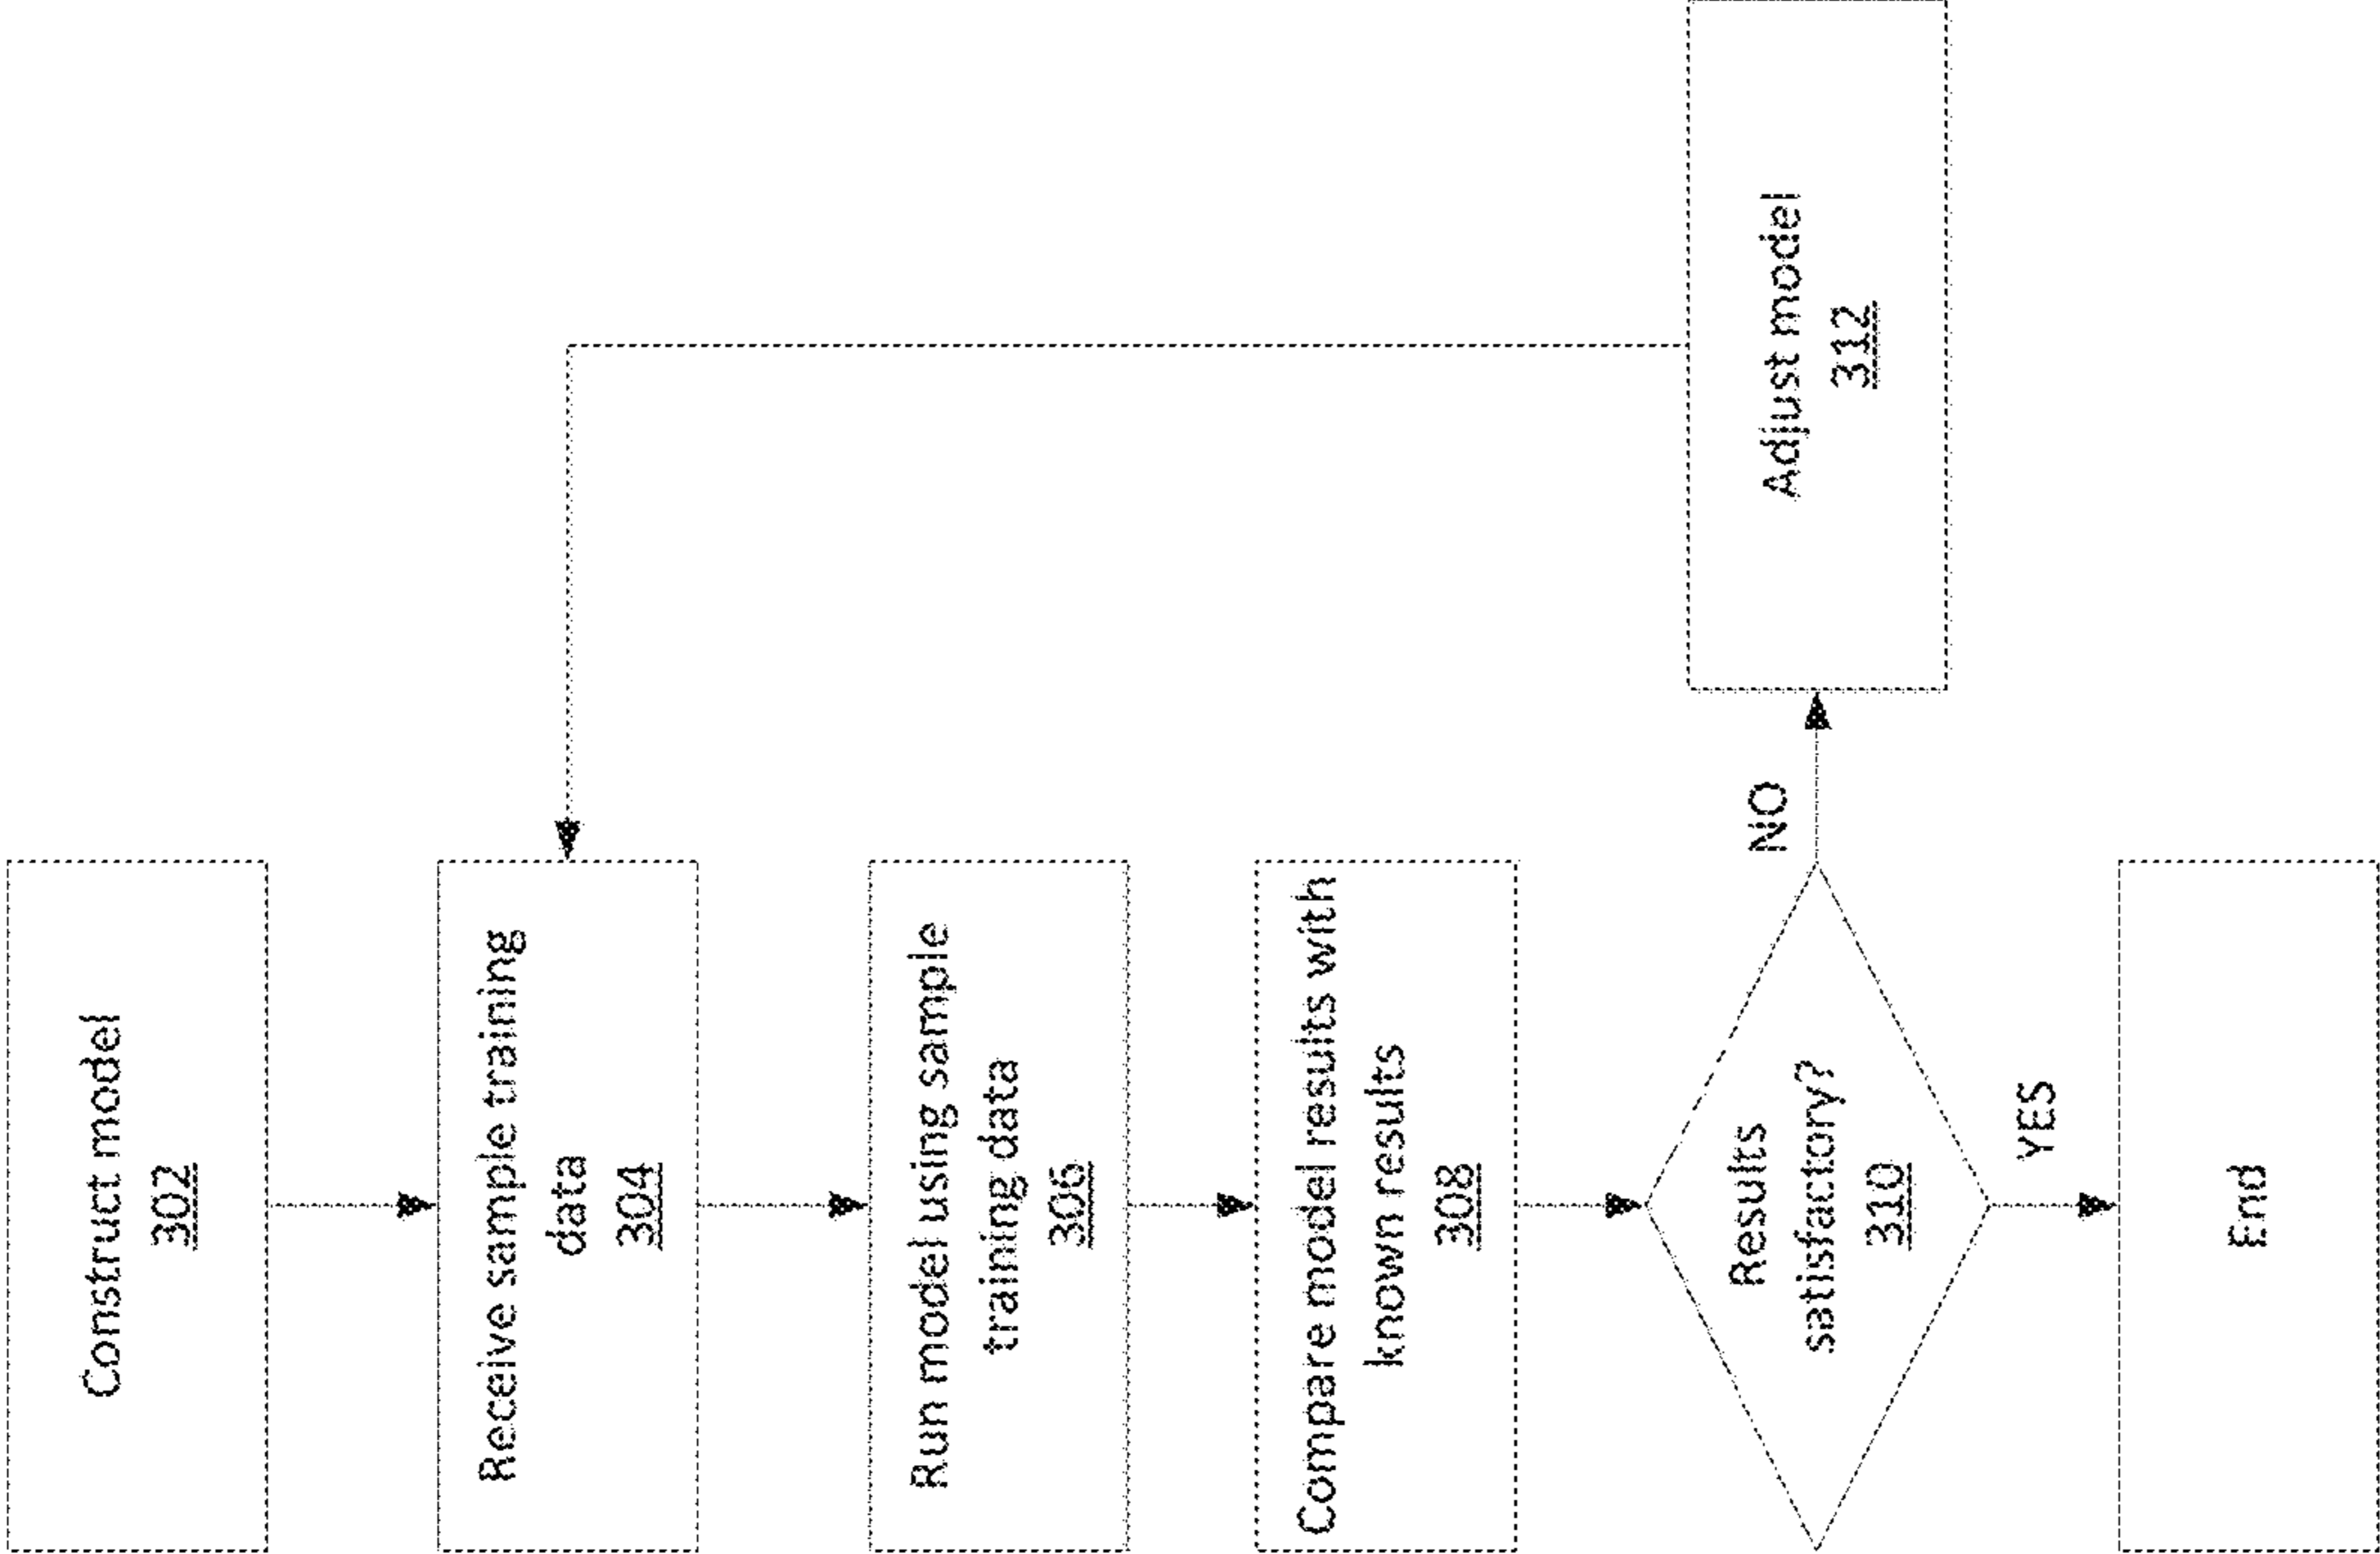 Construct model
302
Receive sample training
data
304
Run model using sample
training data
306
Compare model results with
known results
308
Results
satisfactory?
310
NO
Adjust model
312
YES
End